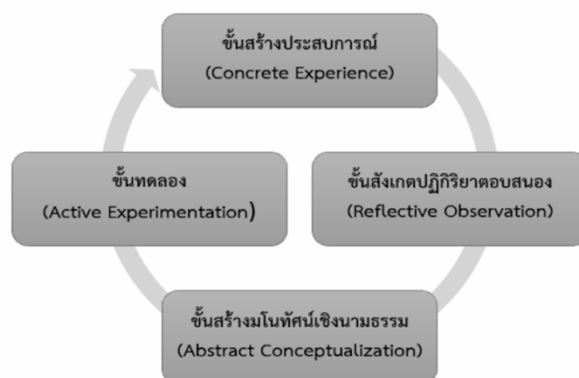 ขั้นสร้างประสบการณ์
(Concrete Experience)
ขั้นสังเกตปฏิกิริยาตอบสนอง
(Reflective Observation)
ขั้นสร้างมโนทัศน์เชิงนามธรรม
(Abstract Conceptualization)
ขั้นทดลอง
(Active Experimentation)